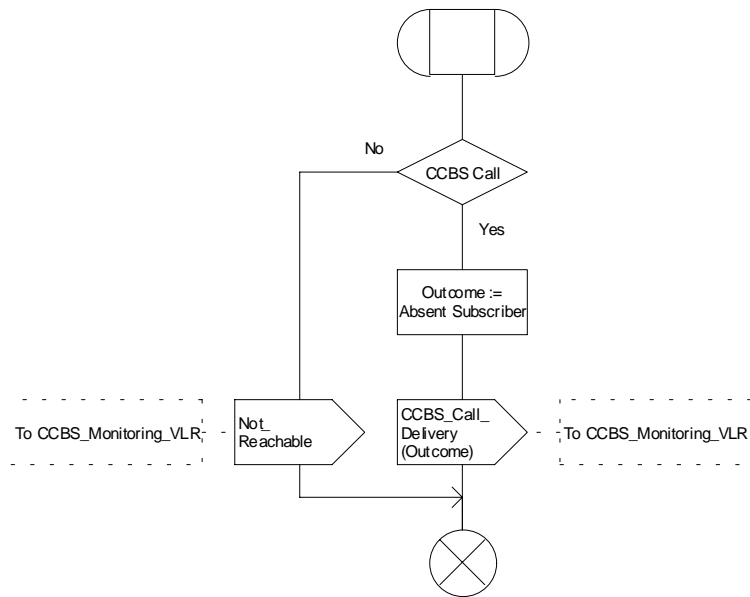 No
CCBS Call
Yes
Outcome :=
Absent Subscriber
To CCBS_Monitoring_VLR
Not_
Reachable
CCBS_Call_
Delivery
(Outcome)
To CCBS_Monitoring_VLR